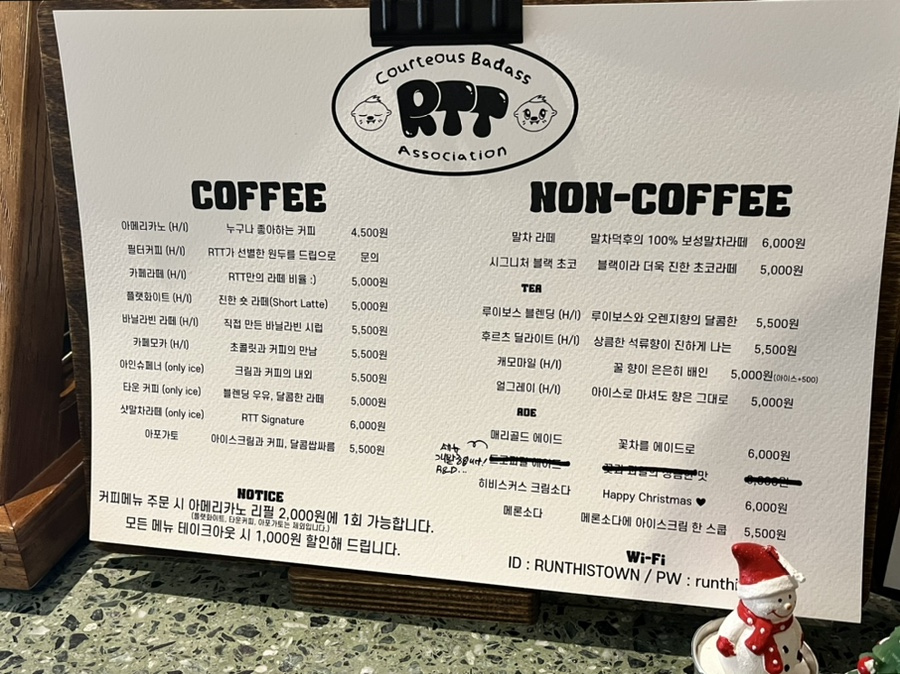 Courteous Badass
RTT
Association
COFFEE
아메리카노 (H/I) 누구나 좋아하는 커피 4,500원
필터커피 (H/I) RTT가 선별한 원두를 드립으로 문의
카페라떼 (H/I) RTT만의 라떼 비율 :) 5,000원
플랫화이트 (H/I) 진한 숏 라떼(Short Latte) 5,000원
바닐라빈 라떼 (H/I) 직접 만든 바닐라빈 시럽 5,500원
카페모카 (H/I) 초콜릿과 커피의 만남 5,500원
아인슈페너 (only ice) 크림과 커피의 내외 5,500원
타운 커피 (only ice) 블렌딩 우유, 달콤한 라떼 5,000원
샷말차라떼 (only ice) RTT Signature 6,000원
아포가토 아이스크림과 커피, 달콤쌉싸름 5,500원
NOTICE
커피메뉴 주문 시 아메리카노 리필 2,000원에 1회 가능합니다.
(플랫화이트, 타운커피, 아포가토는 제외입니다.)
모든 메뉴 테이크아웃 시 1,000원 할인해 드립니다.
NON-COFFEE
말차 라떼 말차덕후의 100% 보성말차라떼 6,000원
시그니처 블랙 초코 블랙이라 더욱 진한 초코라떼 5,000원
TEA
루이보스 블렌딩 (H/I) 루이보스와 오렌지향의 달콤한 5,500원
후르츠 딜라이트 (H/I) 상큼한 석류향이 진하게 나는 5,500원
캐모마일 (H/I) 꿀 향이 은은히 배인 5,000원(아이스+500)
얼그레이 (H/I) 아이스로 마셔도 향은 그대로 5,000원
ADE
매리골드 에이드 꽃차를 에이드로 6,000원
R&D...
히비스커스 크림소다 Happy Christmas ♥ 6,000원
메론소다 메론소다에 아이스크림 한 스쿱 5,500원
Wi-Fi
ID : RUNTHISTOWN / PW : runthi